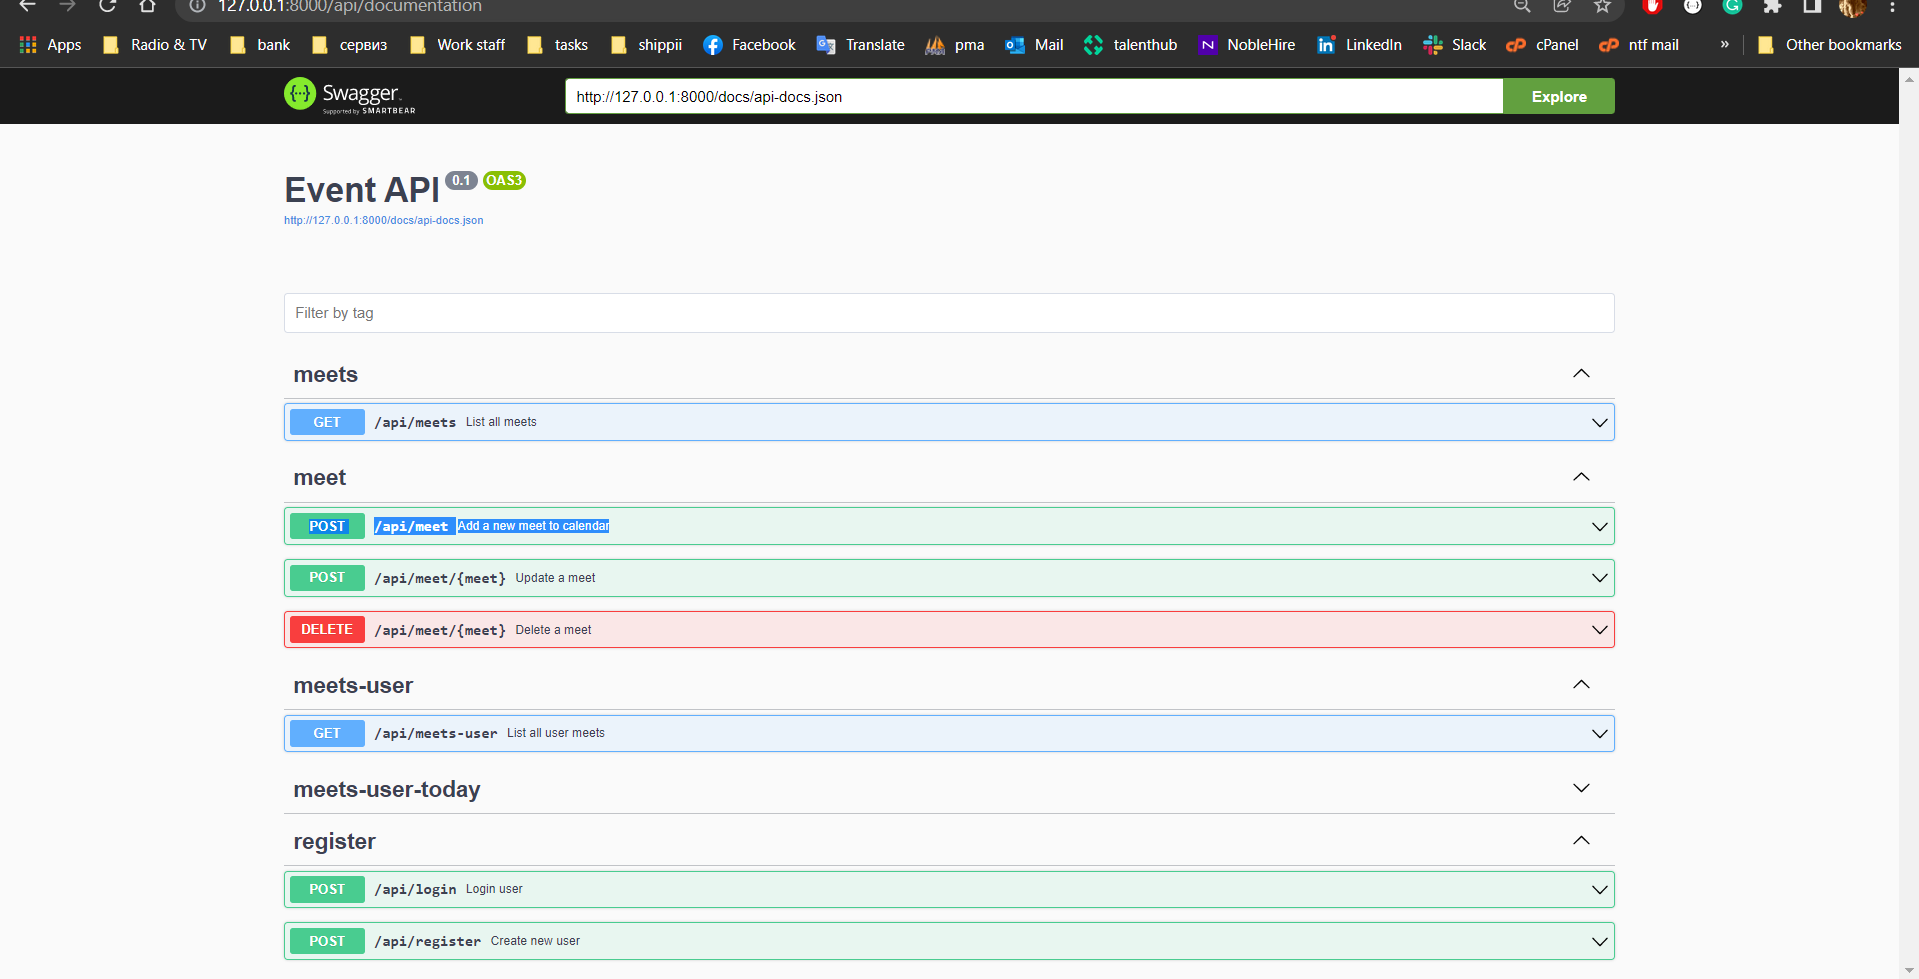 127.0.0.1:8000/api/documentation
Apps Radio & TV bank сервиз Work staff tasks shippii Facebook Translate pma Mail talenthub NobleHire LinkedIn Slack cPanel ntf mail » Other bookmarks
Swagger
Supported by SMARTBEAR
http://127.0.0.1:8000/docs/api-docs.json
Explore
Event API 0.1 OAS3
http://127.0.0.1:8000/docs/api-docs.json
Filter by tag
meets
GET /api/meets List all meets
meet
POST /api/meet Add a new meet to calendar
POST /api/meet/{meet} Update a meet
DELETE /api/meet/{meet} Delete a meet
meets-user
GET /api/meets-user List all user meets
meets-user-today
register
POST /api/login Login user
POST /api/register Create new user